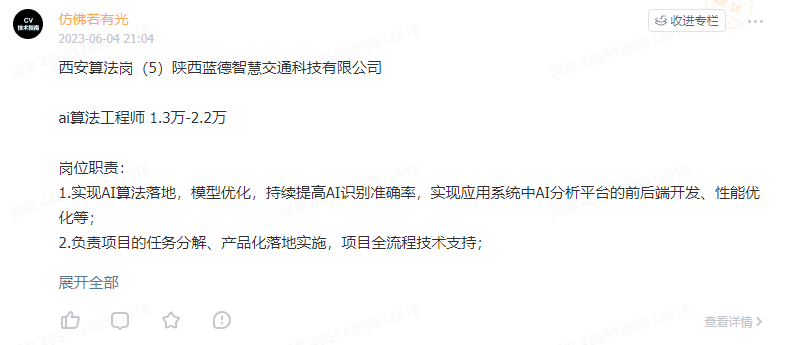 CV
技术指南
仿佛若有光
收进专栏
2023-06-04 21:04
西安算法岗（5）陕西蓝德智慧交通科技有限公司
ai算法工程师 1.3万-2.2万
岗位职责：
1.实现AI算法落地，模型优化，持续提高AI识别准确率，实现应用系统中AI分析平台的前后端开发、性能优
化等；
2.负责项目的任务分解、产品化落地实施，项目全流程技术支持；
展开全部
查看详情